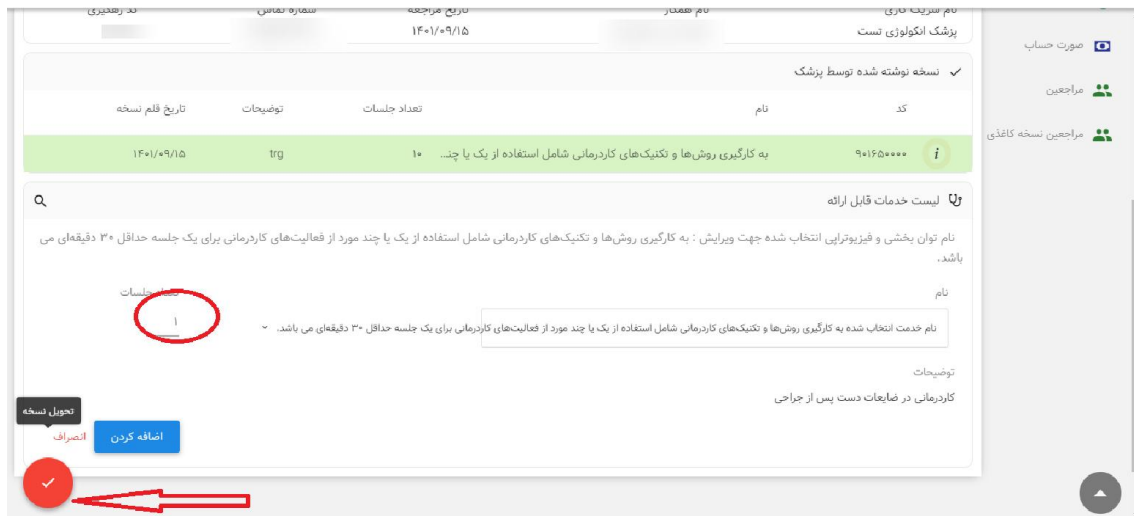 نام شریک کاری
نام همکار
تاریخ مراجعه
شماره تماس
کد رهگیری
پزشک انکولوژی تست
۱۴۰۱/۰۹/۱۵
صورت حساب
مراجعین
مراجعین نسخه کاغذی
نسخه نوشته شده توسط پزشک
کد
نام
تعداد جلسات
توضیحات
تاریخ قلم نسخه
۹۰۱۶۵۰۰۰۰
به کارگیری روش‌ها و تکنیک‌های کاردرمانی شامل استفاده از یک یا چند...
۱۰
trg
۱۴۰۱/۰۹/۱۵
لیست خدمات قابل ارائه
نام توان بخشی و فیزیوتراپی انتخاب شده جهت ویرایش : به کارگیری روش‌ها و تکنیک‌های کاردرمانی شامل استفاده از یک یا چند مورد از فعالیت‌های کاردرمانی برای یک جلسه حداقل ۳۰ دقیقه‌ای می
باشد.
نام
تعداد جلسات
نام خدمت انتخاب شده به کارگیری روش‌ها و تکنیک‌های کاردرمانی شامل استفاده از یک یا چند مورد از فعالیت‌های کاردرمانی برای یک جلسه حداقل ۳۰ دقیقه‌ای می باشد.
۱
توضیحات
کاردرمانی در ضایعات دست پس از جراحی
تحویل نسخه
اضافه کردن
انصراف